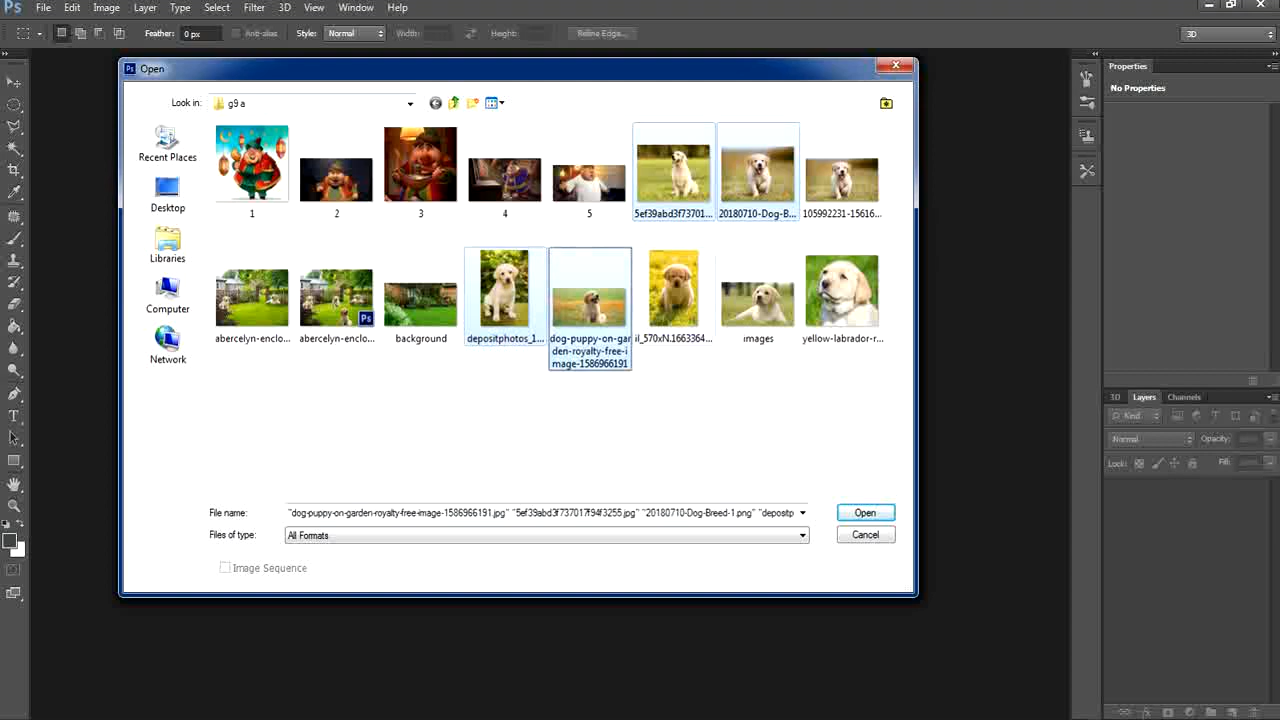 Ps File Edit Image Layer Type Select Filter 3D View Window Help
Feather: 0 px Anti-alias Style: Normal Width: Height: Refine Edge... 3D
Ps Open
Look in: g9 a
Recent Places
Desktop
Libraries
Computer
Network
1 2 3 4 5 5ef39abd3f73701... 20180710-Dog-B... 105992231-15616...
Ps
abercelyn-enclo... abercelyn-enclo... background depositphotos_1... dog-puppy-on-gar il_570xN.1663364... images yellow-labrador-r...
den-royalty-free-i
mage-1586966191
File name: "dog-puppy-on-garden-royalty-free-image-1586966191.jpg" "5ef39abd3f737017f94f3255.jpg" "20180710-Dog-Breed-1.png" "depositp
Open
Files of type: All Formats
Cancel
Image Sequence
Properties
No Properties
3D Layers Channels
Kind
Normal Opacity:
Lock: Fill: